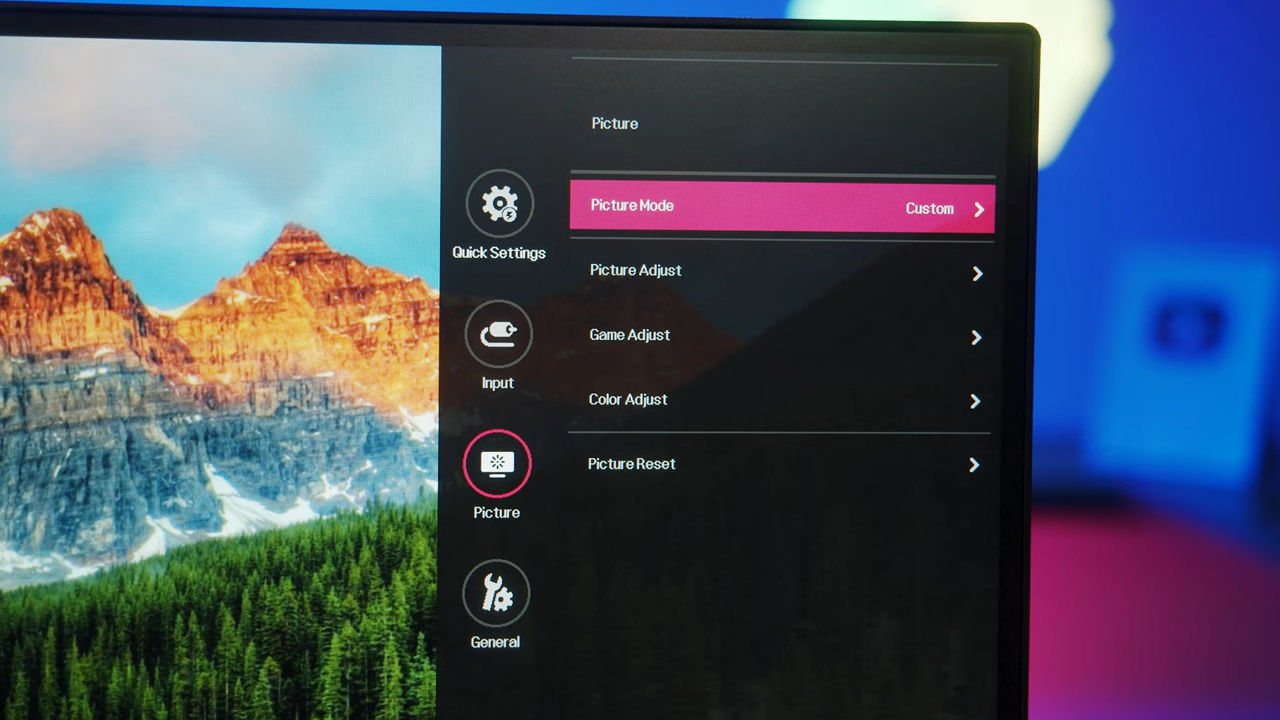 Picture
Quick Settings
Input
Picture
General
Picture Mode Custom
Picture Adjust
Game Adjust
Color Adjust
Picture Reset